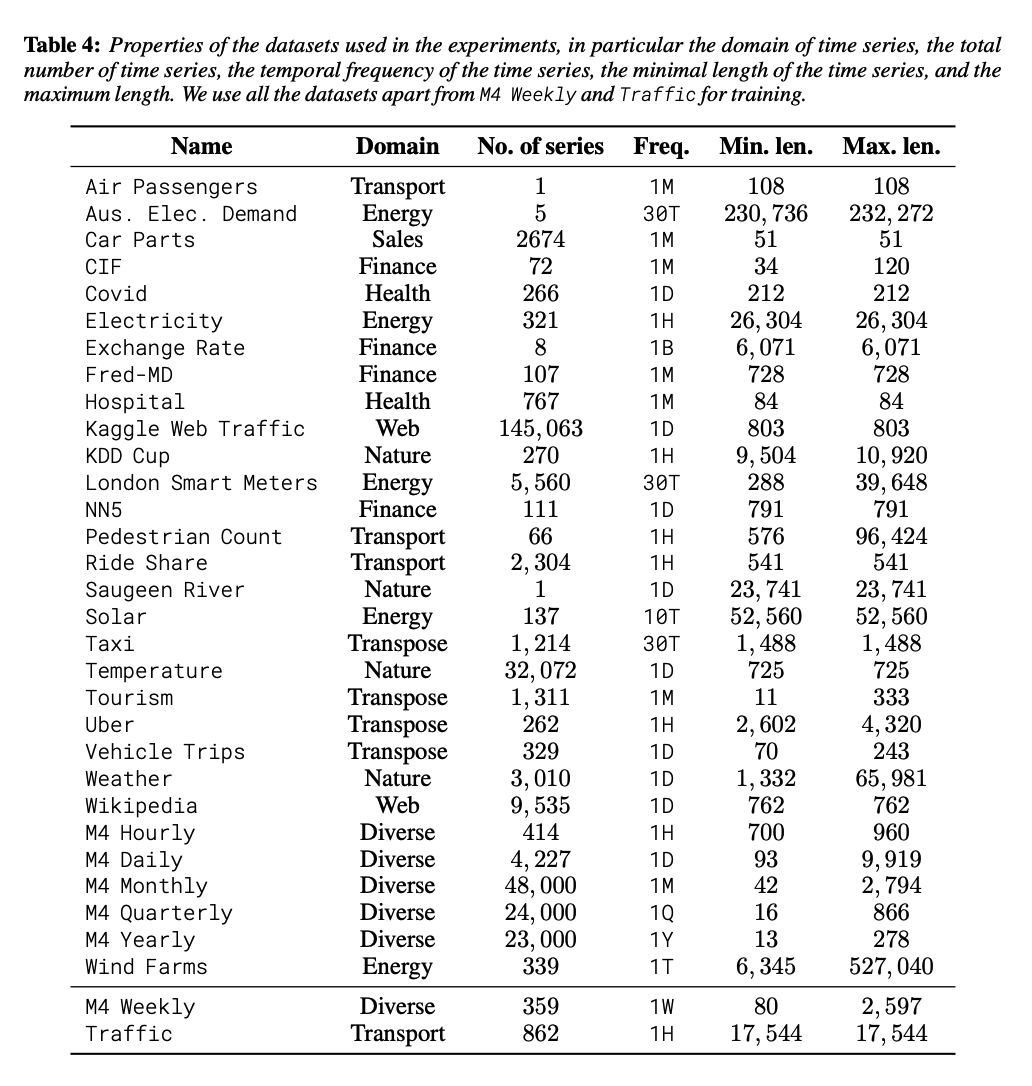 Table 4: Properties of the datasets used in the experiments, in particular the domain of time series, the total
number of time series, the temporal frequency of the time series, the minimal length of the time series, and the
maximum length. We use all the datasets apart from M4 Weekly and Traffic for training.
Name Domain No. of series Freq. Min. len. Max. len.
Air Passengers Transport 1 1M 108 108
Aus. Elec. Demand Energy 5 30T 230,736 232,272
Car Parts Sales 2674 1M 51 51
CIF Finance 72 1M 34 120
Covid Health 266 1D 212 212
Electricity Energy 321 1H 26,304 26,304
Exchange Rate Finance 8 1B 6,071 6,071
Fred-MD Finance 107 1M 728 728
Hospital Health 767 1M 84 84
Kaggle Web Traffic Web 145,063 1D 803 803
KDD Cup Nature 270 1H 9,504 10,920
London Smart Meters Energy 5,560 30T 288 39,648
NN5 Finance 111 1D 791 791
Pedestrian Count Transport 66 1H 576 96,424
Ride Share Transport 2,304 1H 541 541
Saugeen River Nature 1 1D 23,741 23,741
Solar Energy 137 10T 52,560 52,560
Taxi Transpose 1,214 30T 1,488 1,488
Temperature Nature 32,072 1D 725 725
Tourism Transpose 1,311 1M 11 333
Uber Transpose 262 1H 2,602 4,320
Vehicle Trips Transpose 329 1D 70 243
Weather Nature 3,010 1D 1,332 65,981
Wikipedia Web 9,535 1D 762 762
M4 Hourly Diverse 414 1H 700 960
M4 Daily Diverse 4,227 1D 93 9,919
M4 Monthly Diverse 48,000 1M 42 2,794
M4 Quarterly Diverse 24,000 1Q 16 866
M4 Yearly Diverse 23,000 1Y 13 278
Wind Farms Energy 339 1T 6,345 527,040
M4 Weekly Diverse 359 1W 80 2,597
Traffic Transport 862 1H 17,544 17,544